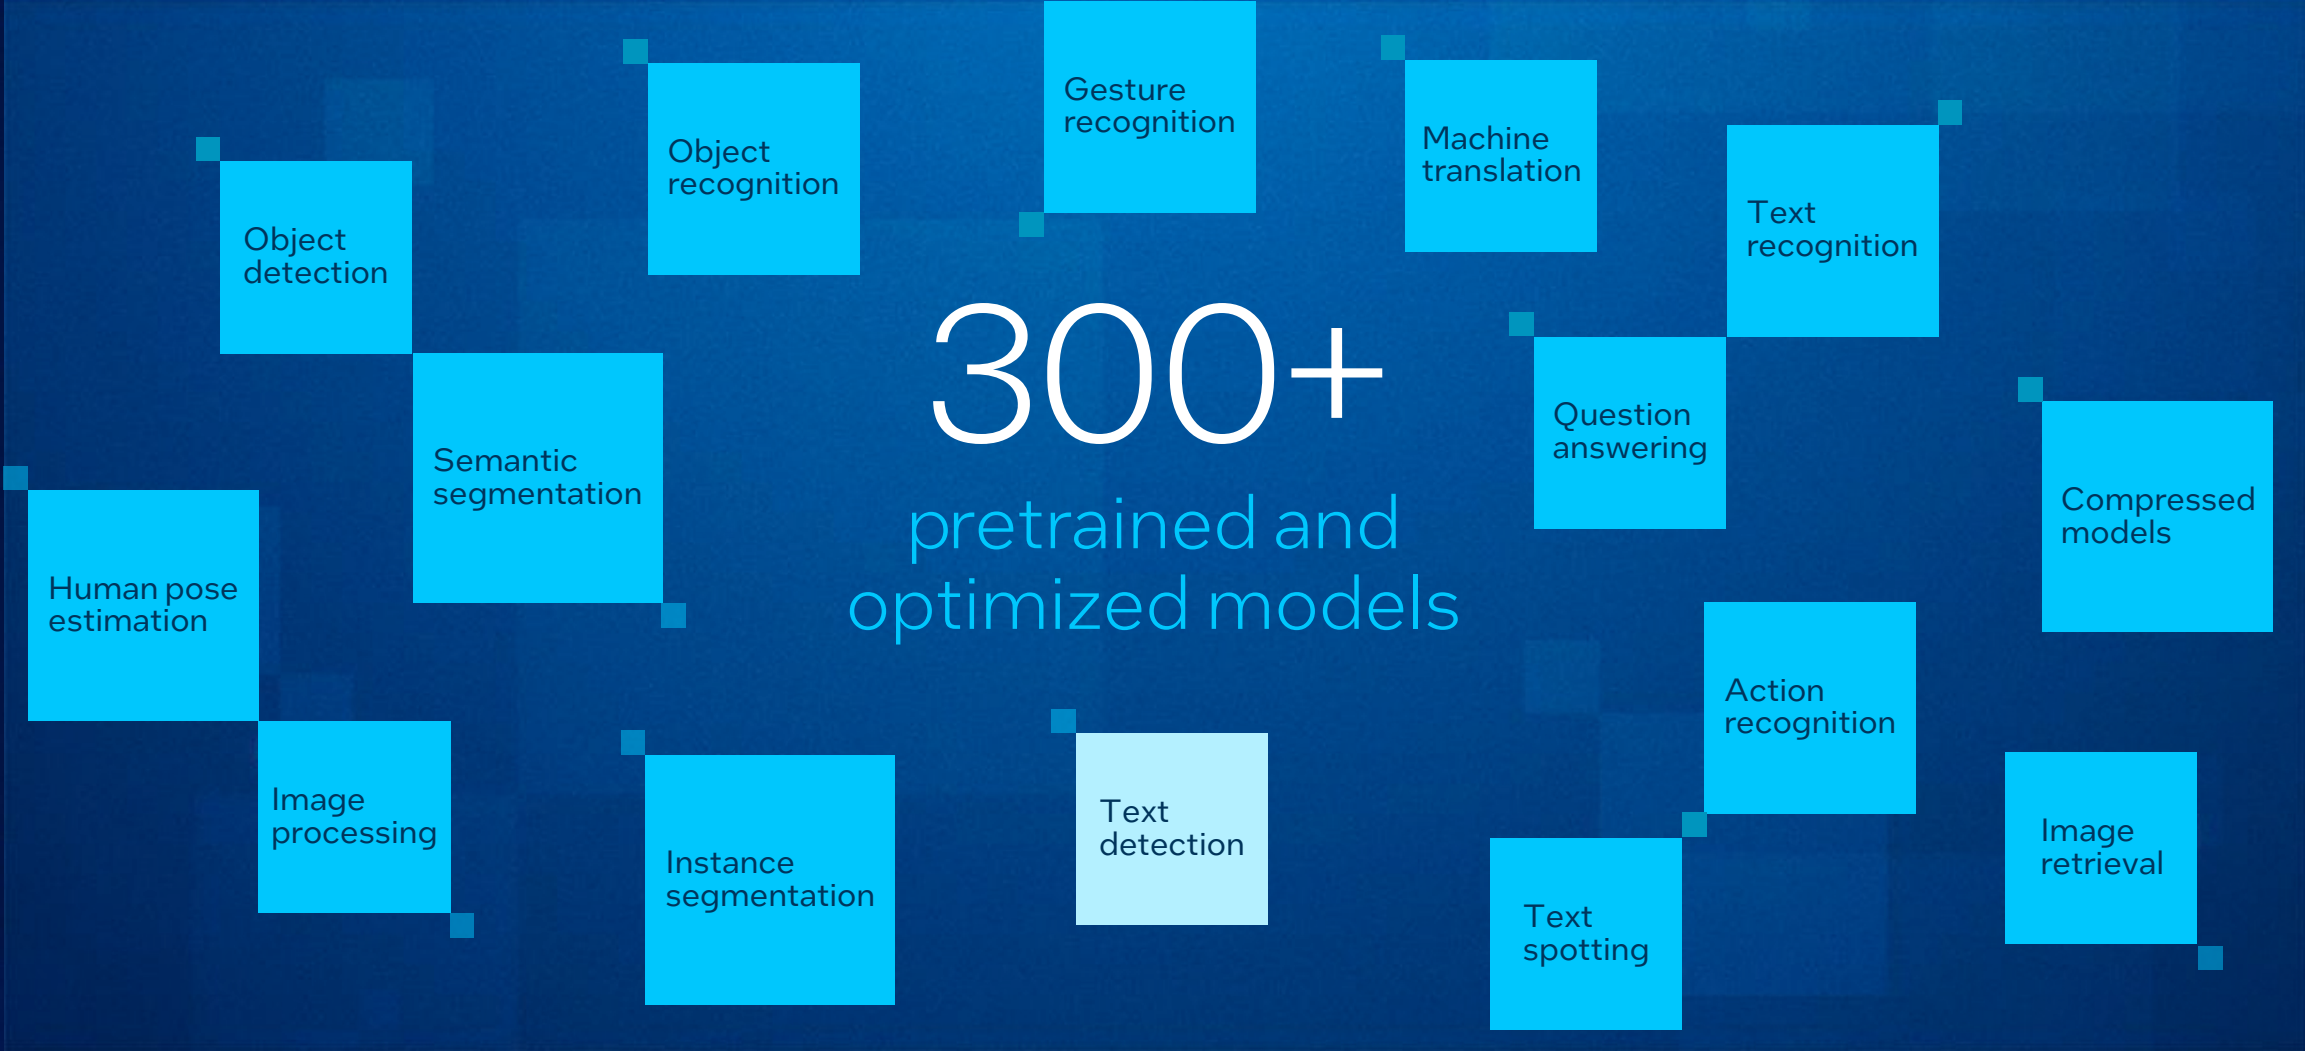 Gesture
recognition
Object
recognition
Machine
translation
Text
recognition
Object
detection
300+
pretrained and
optimized models
Question
answering
Semantic
segmentation
Compressed
models
Human pose
estimation
Action
recognition
Image
processing
Instance
segmentation
Text
detection
Image
retrieval
Text
spotting